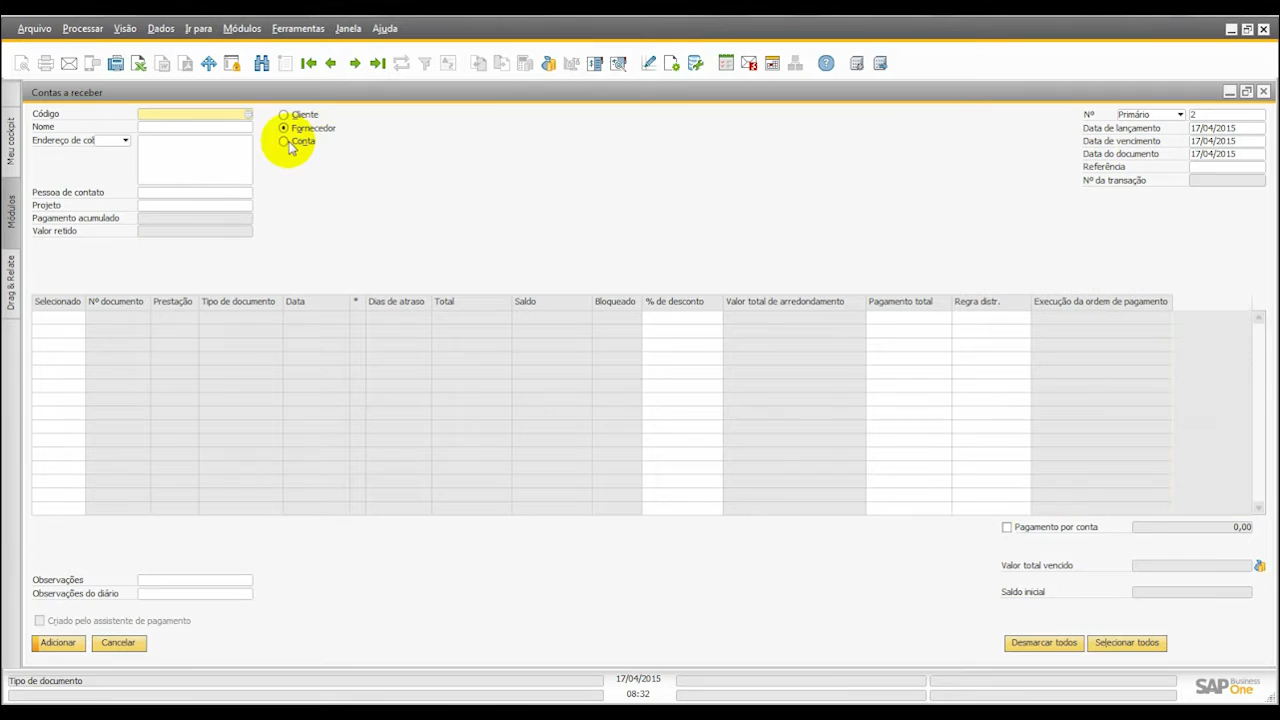 Arquivo Processar Visão Dados Ir para Módulos Ferramentas Janela Ajuda
Contas a receber
Meu cockpit
Módulos
Drag & Relate
Código
Nome
Endereço de col
Pessoa de contato
Projeto
Pagamento acumulado
Valor retido
Cliente
Fornecedor
Conta
Nº Primário 2
Data de lançamento 17/04/2015
Data de vencimento 17/04/2015
Data do documento 17/04/2015
Referência
Nº da transação
Selecionado Nº documento Prestação Tipo de documento Data * Dias de atraso Total Saldo Bloqueado % de desconto Valor total de arredondamento Pagamento total Regra distr. Execução da ordem de pagamento
Pagamento por conta 0,00
Valor total vencido
Saldo inicial
Observações
Observações do diário
Criado pelo assistente de pagamento
Adicionar Cancelar Desmarcar todos Selecionar todos
Tipo de documento 17/04/2015
08:32
SAP Business One